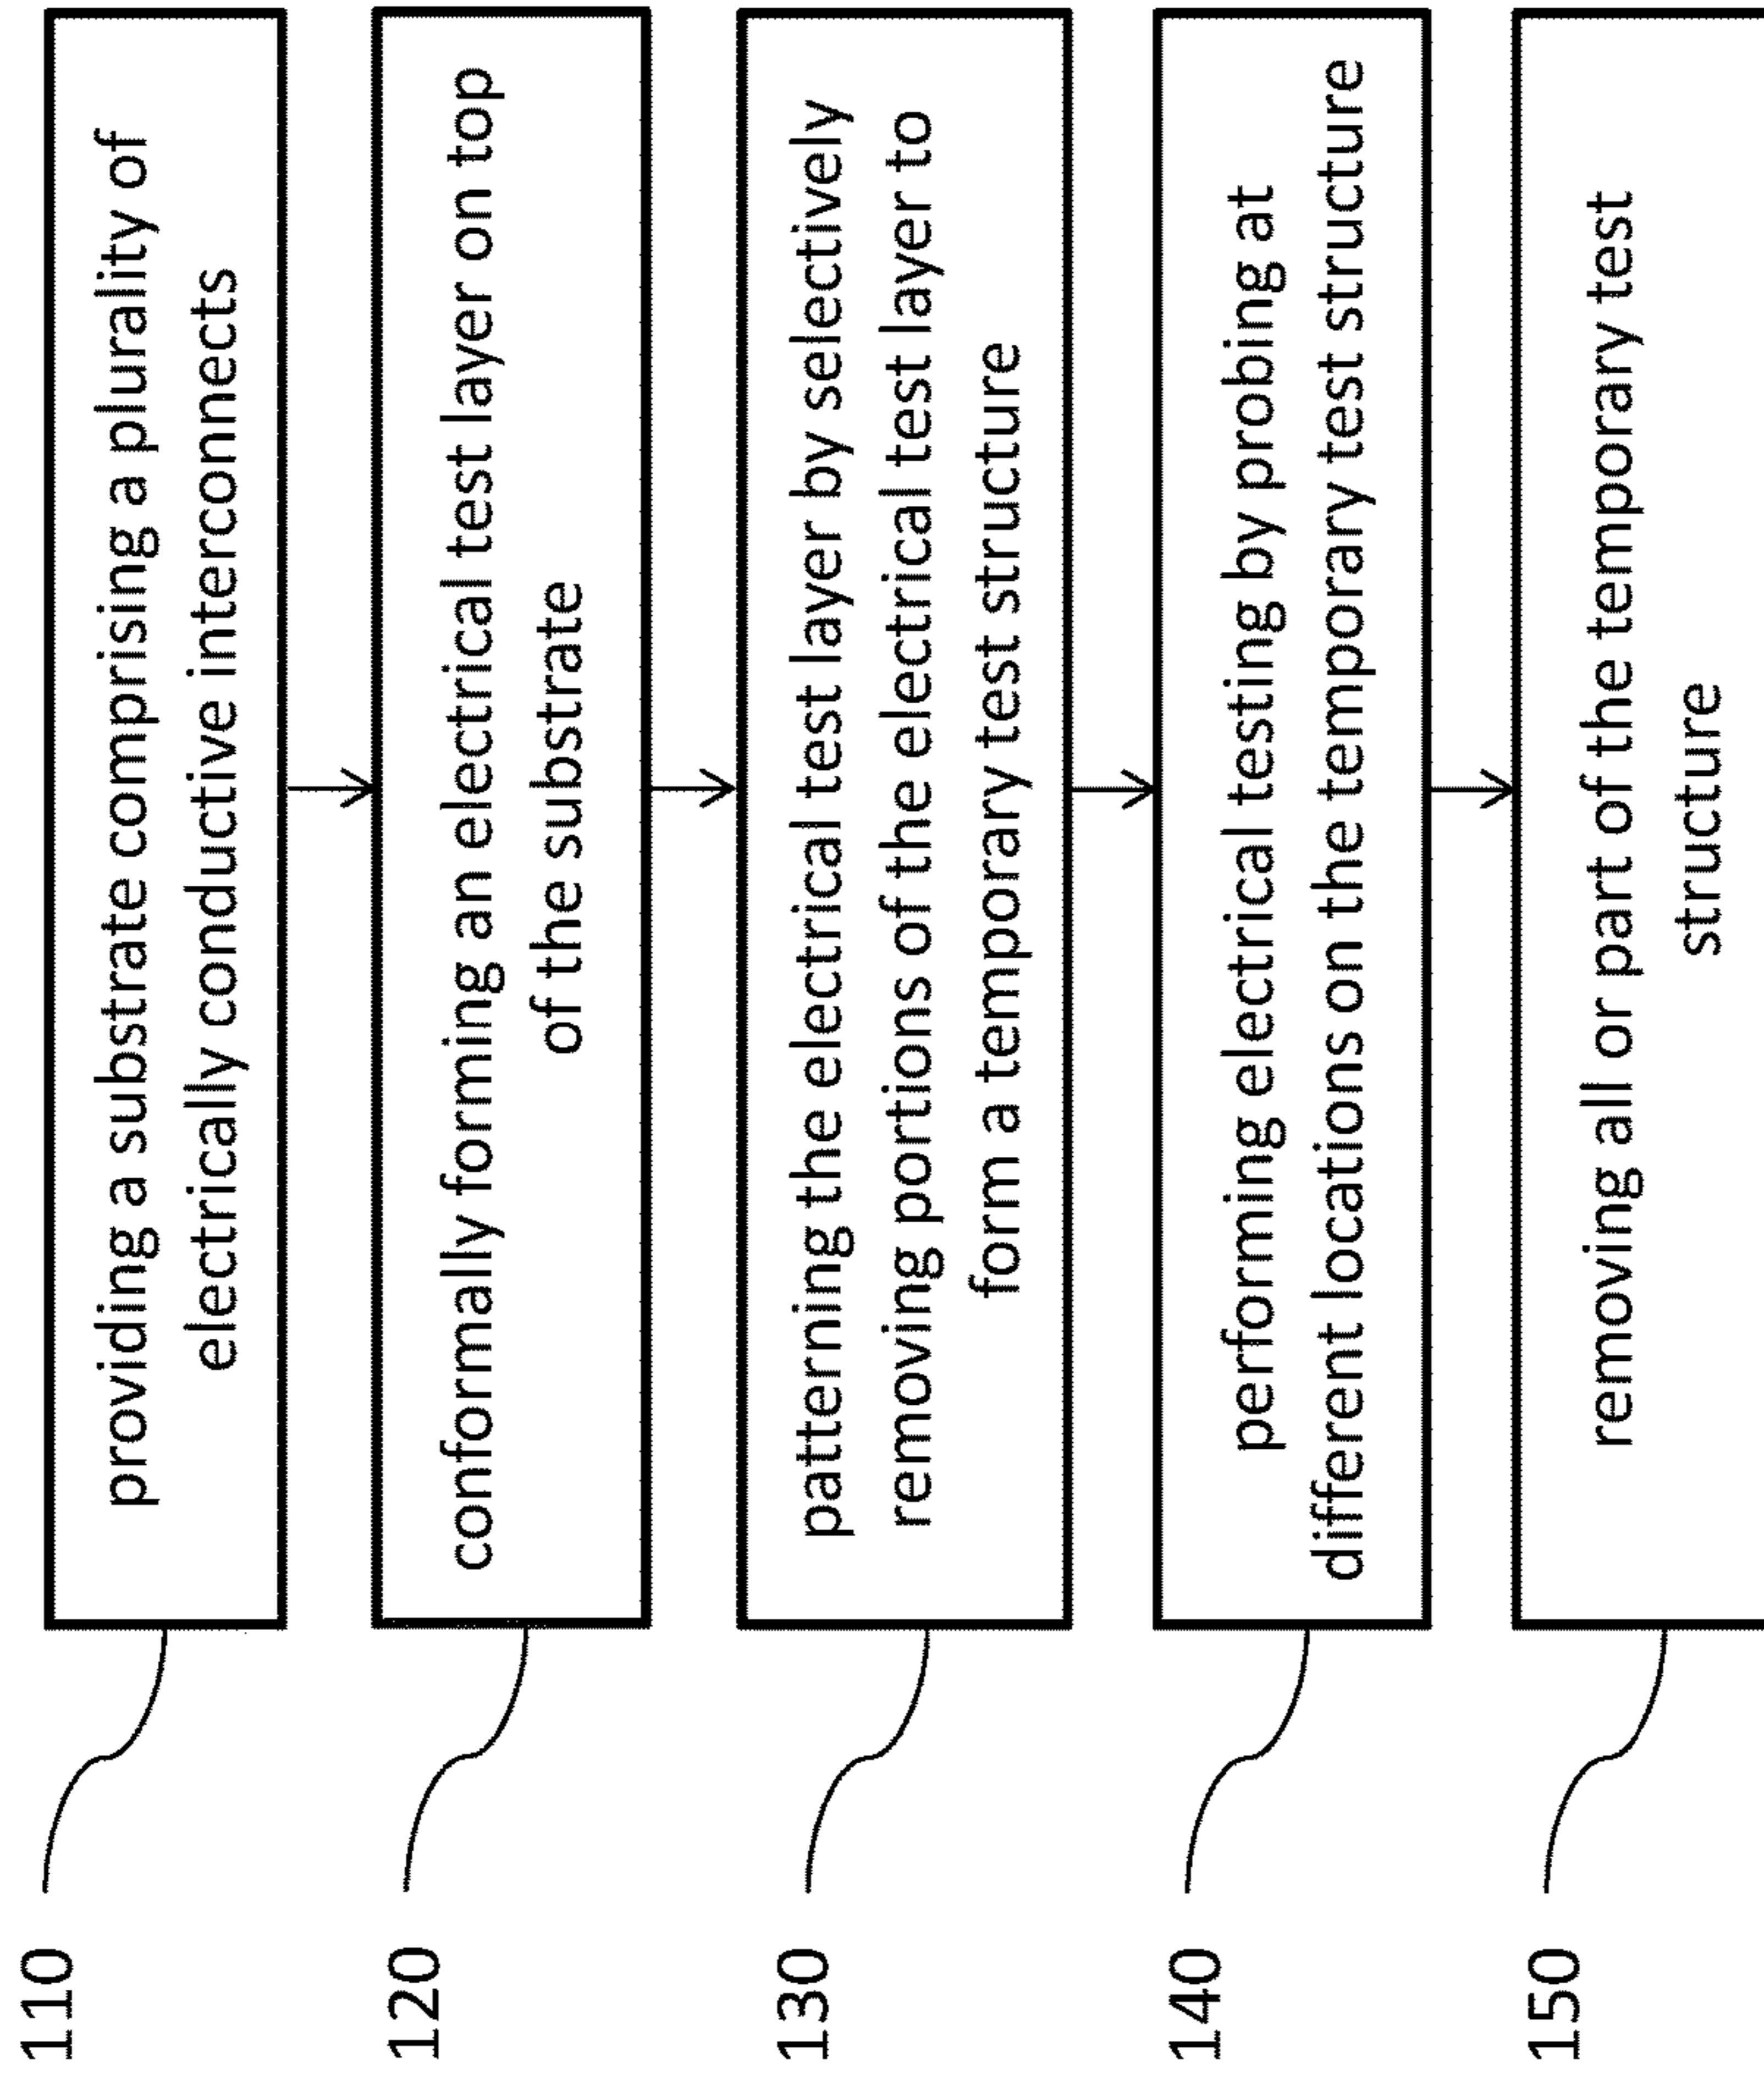 110
providing a substrate comprising a plurality of
electrically conductive interconnects
120
conformally forming an electrical test layer on top
of the substrate
130
patterning the electrical test layer by selectively
removing portions of the electrical test layer to
form a temporary test structure
140
performing electrical testing by probing at
different locations on the temporary test structure
150
removing all or part of the temporary test
structure